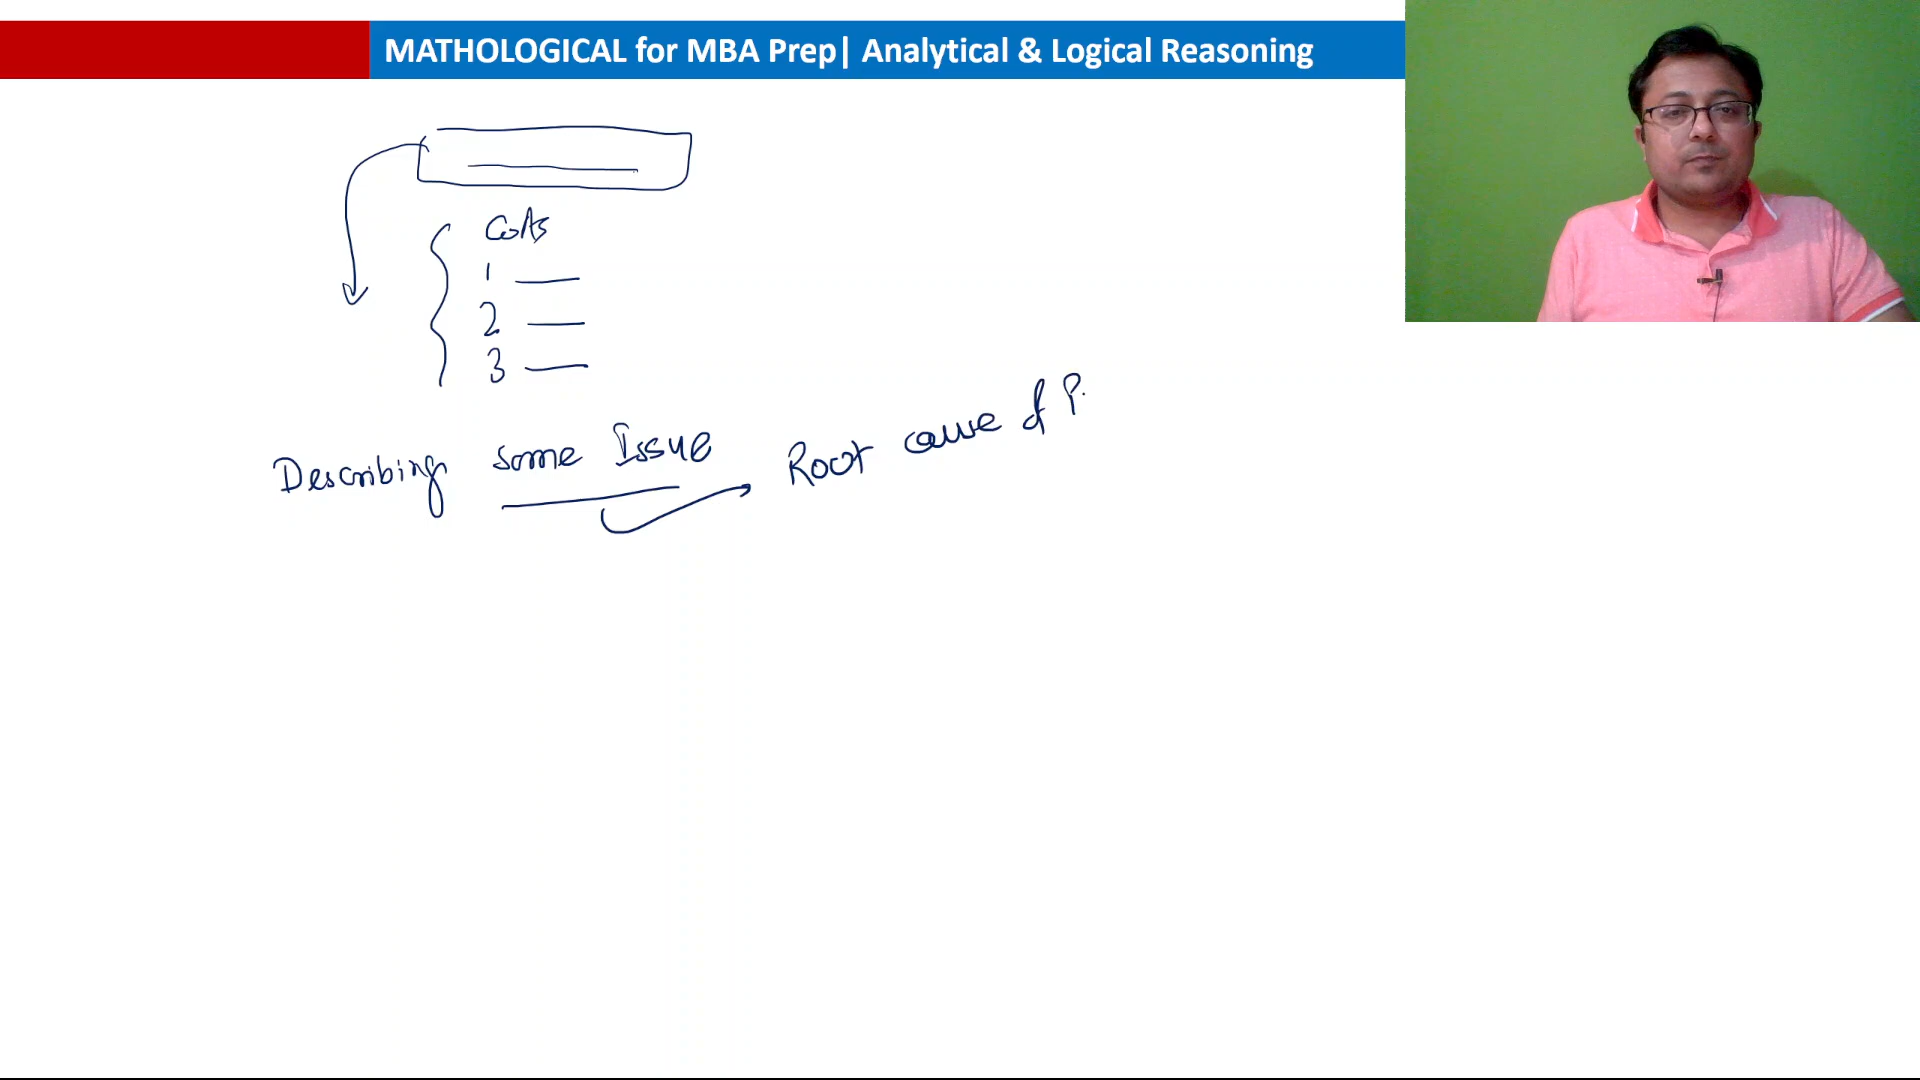 MATHOLOGICAL for MBA Prep| Analytical & Logical Reasoning
CoAs
1
2
3
Describing some Issue Root cause of P.